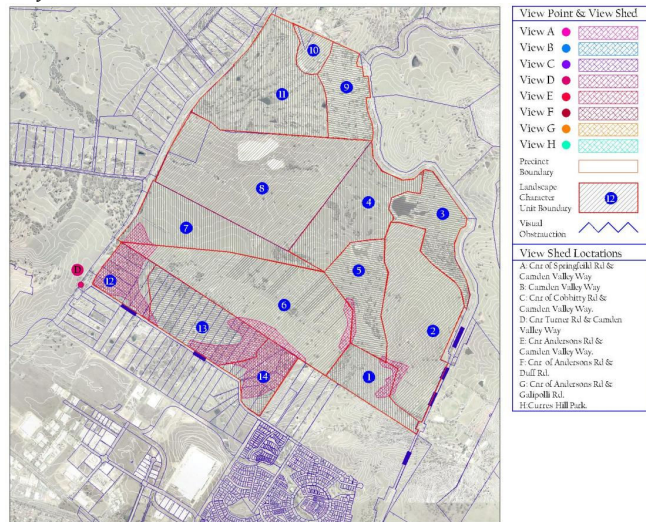 10
9
11
8
4
3
7
5
D
12
6
13
2
1
14
View Point & View Shed
View A
View B
View C
View D
View E
View F
View G
View H
Precinct
Boundary
Landscape
Character
Unit Boundary
12
Visual
Obstruction
View Shed Loctations
A: Cnr of Springfeild Rd &
Camden Valley Way
B: Camden Valley Way
C: Cnr of Cobbitty Rd &
Camden Valley Way.
D: Cnr Turner Rd & Camden
Valley Way
E: Cnr Andersons Rd &
Camden Valley Way.
F: Cnr of Andersons Rd &
Duff Rd.
G: Cnr of Andersons Rd &
Galipolli Rd.
H:Curres Hill Park.